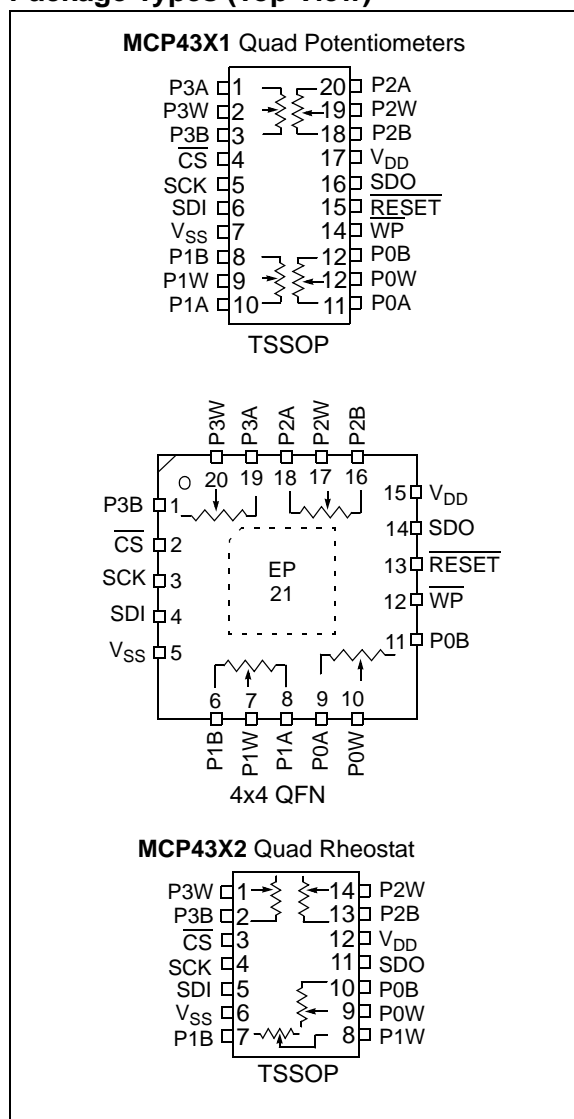 Package Types (Top View)
MCP43X1 Quad Potentiometers
P3A 1 20 P2A
P3W 2 19 P2W
P3B 3 18 P2B
CS 4 17 VDD
SCK 5 16 SDO
SDI 6 15 RESET
VSS 7 14 WP
P1B 8 12 P0B
P1W 9 12 P0W
P1A 10 11 P0A
TSSOP
P3W P3A P2A P2W P2B
20 19 18 17 16
P3B 1 15 VDD
CS 2 14 SDO
SCK 3 13 RESET
SDI 4 12 WP
VSS 5 11 P0B
EP
21
6 7 8 9 10
P1B P1W P1A P0A P0W
4x4 QFN
MCP43X2 Quad Rheostat
P3W 1 14 P2W
P3B 2 13 P2B
CS 3 12 VDD
SCK 4 11 SDO
SDI 5 10 P0B
VSS 6 9 P0W
P1B 7 8 P1W
TSSOP